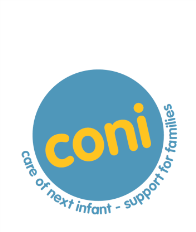 coni
care of next infant - support for families